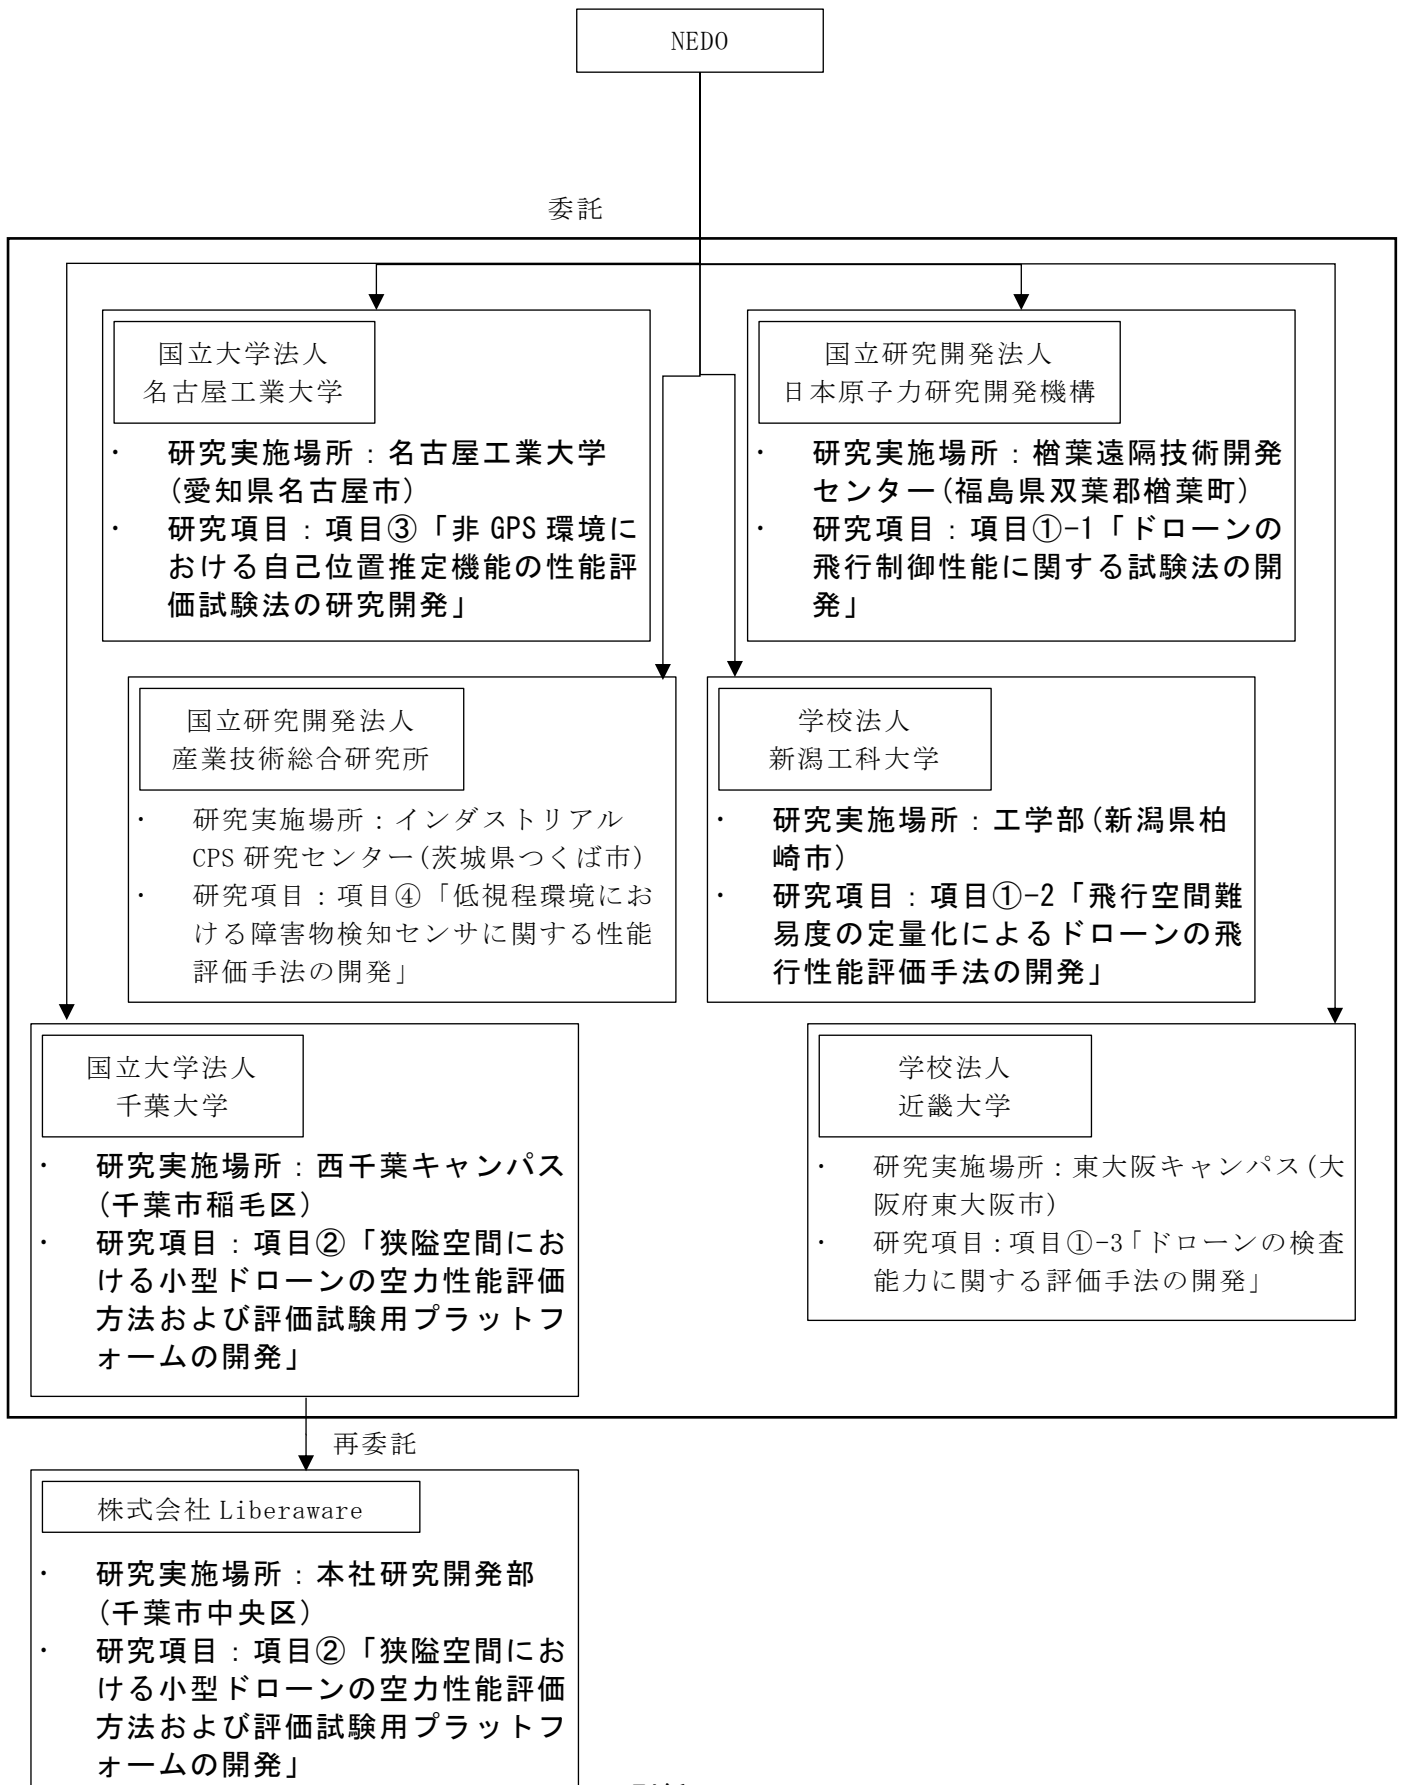 NEDO
委託
国立大学法人
名古屋工業大学
・ 研究実施場所：名古屋工業大学
(愛知県名古屋市)
・ 研究項目：項目③「非 GPS 環境に
おける自己位置推定機能の性能評
価試験法の研究開発」
国立研究開発法人
日本原子力研究開発機構
・ 研究実施場所：楢葉遠隔技術開発
センター(福島県双葉郡楢葉町)
・ 研究項目：項目①-1「ドローンの
飛行制御性能に関する試験法の開
発」
国立研究開発法人
産業技術総合研究所
・ 研究実施場所：インダストリアル
CPS 研究センター(茨城県つくば市)
・ 研究項目：項目④「低視程環境にお
ける障害物検知センサに関する性能
評価手法の開発」
学校法人
新潟工科大学
・ 研究実施場所：工学部(新潟県柏
崎市)
・ 研究項目：項目①-2「飛行空間難
易度の定量化によるドローンの飛
行性能評価手法の開発」
国立大学法人
千葉大学
・ 研究実施場所：西千葉キャンパス
(千葉市稲毛区)
・ 研究項目：項目②「狭隘空間にお
ける小型ドローンの空力性能評価
方法および評価試験用プラットフ
ォームの開発」
学校法人
近畿大学
・ 研究実施場所：東大阪キャンパス(大
阪府東大阪市)
・ 研究項目：項目①-3「ドローンの検査
能力に関する評価手法の開発」
再委託
株式会社 Liberaware
・ 研究実施場所：本社研究開発部
(千葉市中央区)
・ 研究項目：項目②「狭隘空間にお
ける小型ドローンの空力性能評価
方法および評価試験用プラットフ
ォームの開発」